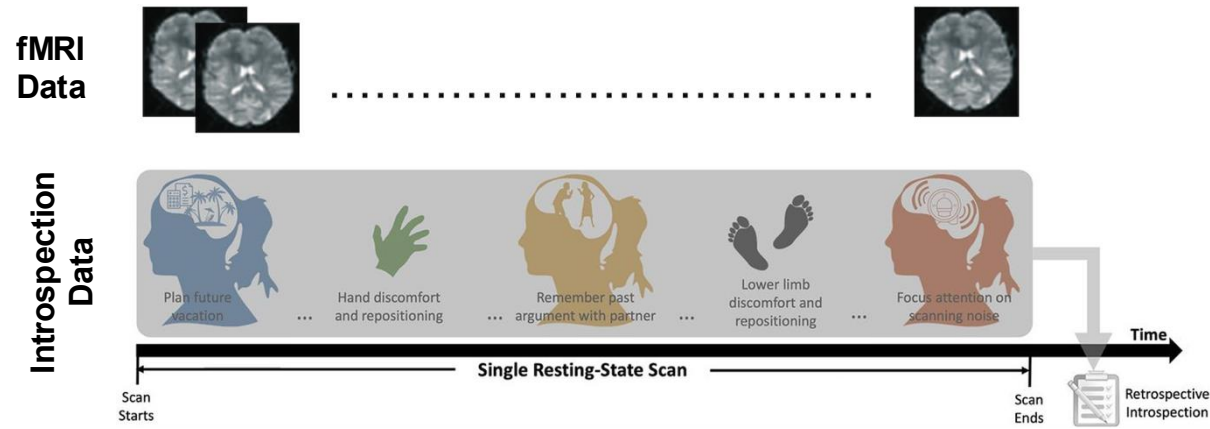 fMRI
Data
Introspection
Data
Plan future
vacation
...
Hand discomfort
and repositioning
...
Remember past
argument with partner
...
Lower limb
discomfort and
repositioning
...
Focus attention on
scanning noise
Time
Single Resting-State Scan
Scan
Starts
Scan
Ends
Retrospective
Introspection